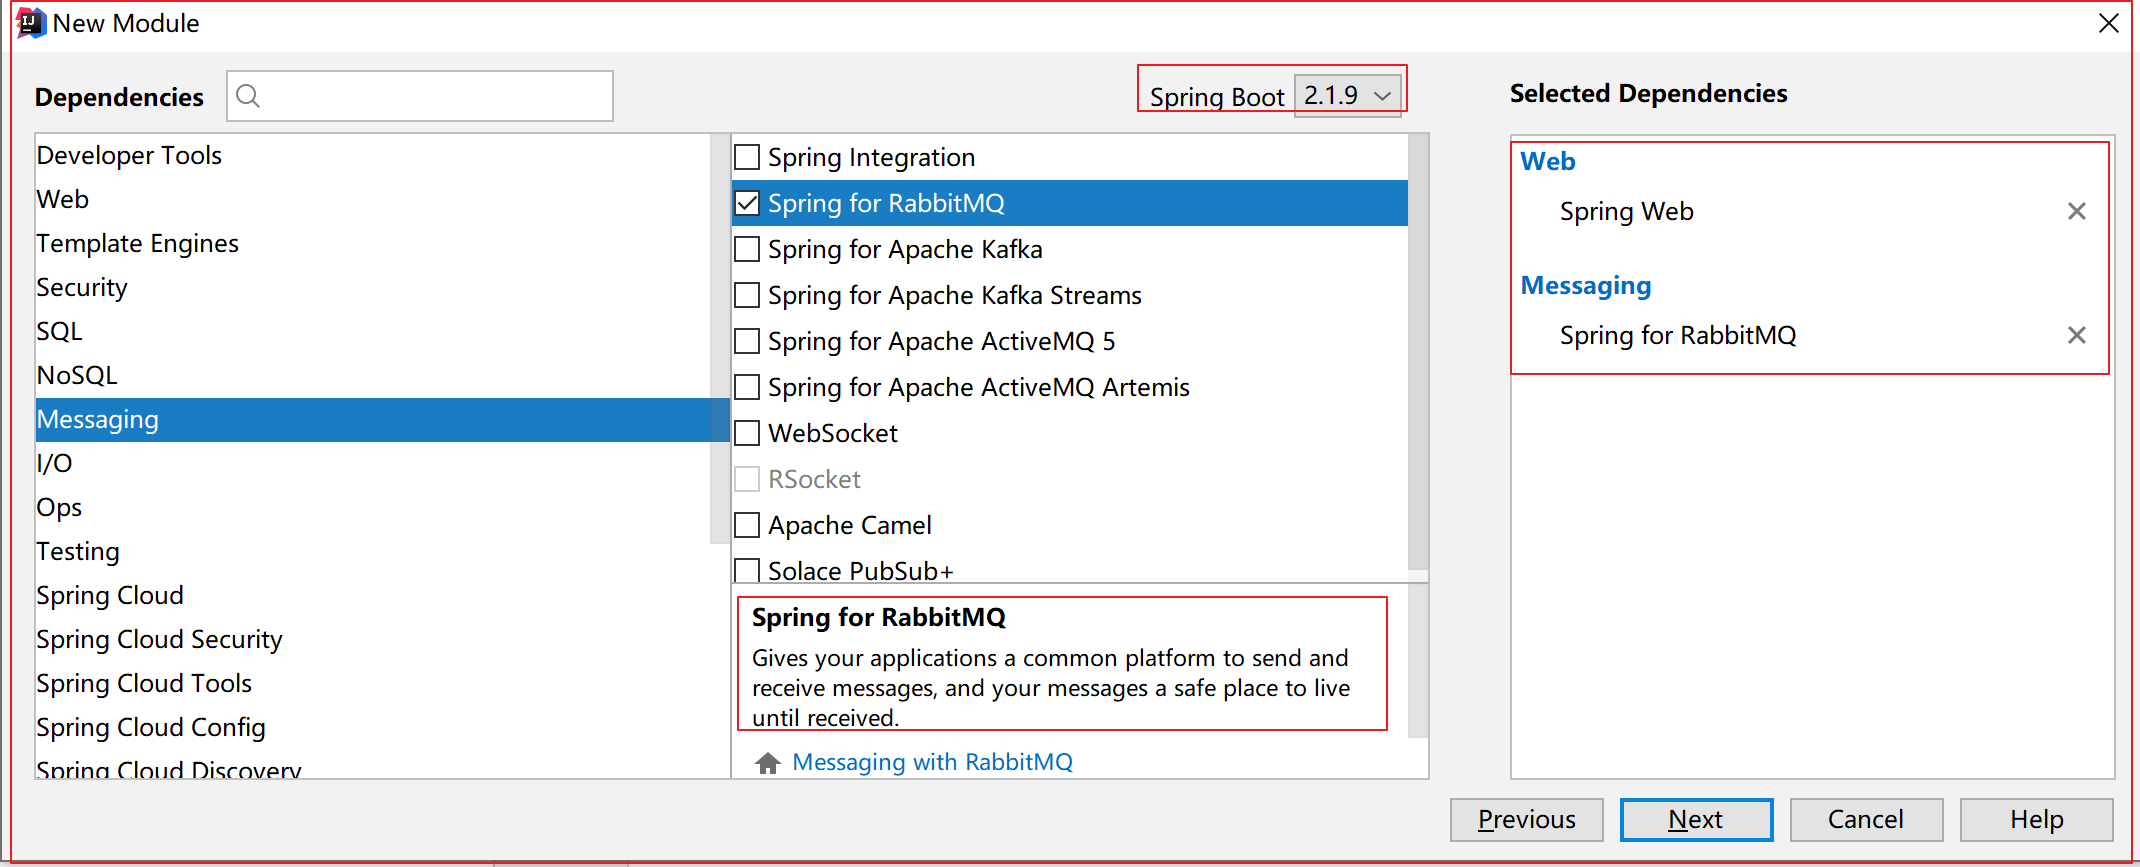 New Module
Dependencies
Spring Boot 2.1.9
Selected Dependencies
Developer Tools
Web
Template Engines
Security
SQL
NoSQL
Messaging
I/O
Ops
Testing
Spring Cloud
Spring Cloud Security
Spring Cloud Tools
Spring Cloud Config
Spring Cloud Discovery
Spring Integration
Spring for RabbitMQ
Spring for Apache Kafka
Spring for Apache Kafka Streams
Spring for Apache ActiveMQ 5
Spring for Apache ActiveMQ Artemis
WebSocket
RSocket
Apache Camel
Solace PubSub+
Spring for RabbitMQ
Gives your applications a common platform to send and
receive messages, and your messages a safe place to live
until received.
Messaging with RabbitMQ
Web
Spring Web
Messaging
Spring for RabbitMQ
Previous
Next
Cancel
Help